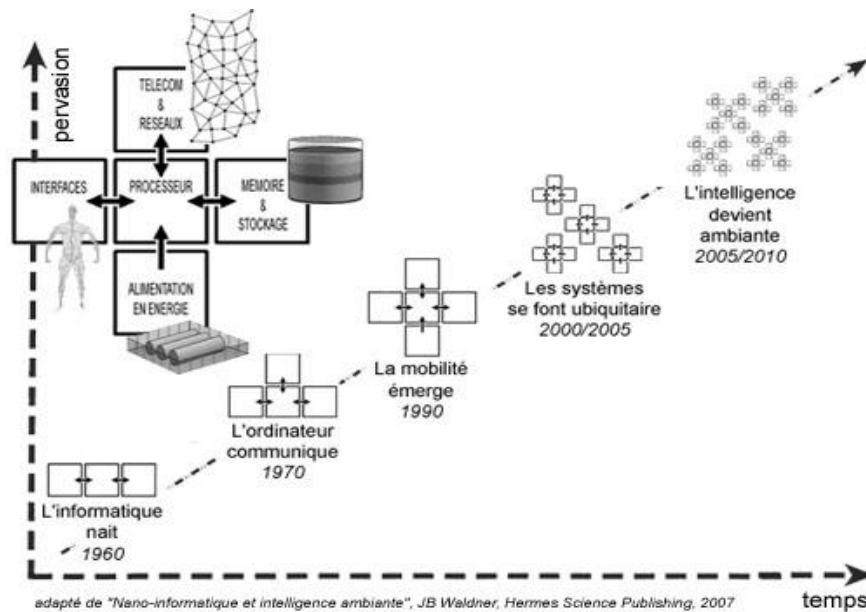 pervasion
TELECOM
&
RESEAUX
INTERFACES
PROCESSEUR
MEMOIRE
&
STOCKAGE
ALIMENTATION
EN ENERGIE
L'informatique
nait
1960
L'ordinateur
communique
1970
La mobilité
émerge
1990
Les systèmes
se font ubiquitaire
2000/2005
L'intelligence
devient
ambiante
2005/2010
temps
adapté de "Nano-informatique et intelligence ambiante", JB Waldner, Hermes Science Publishing, 2007